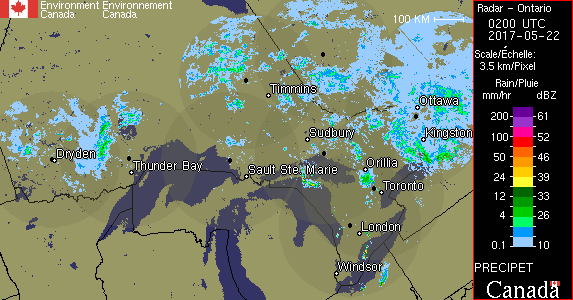 Environment Environnement
Canada Canada
100 KM
Timmins
Ottawa
Sudbury
Kingston
Dryden
Thunder Bay
Sault Ste. Marie
Orillia
Toronto
London
Windsor
Radar - Ontario
0200 UTC
2017-05-22
Scale/Échelle:
3.5 km/Pixel
Rain/Pluie
mm/hr dBZ
200 61
100 52
50 46
24 39
12 33
4 26
0.1 10
PRECIPET
Canada